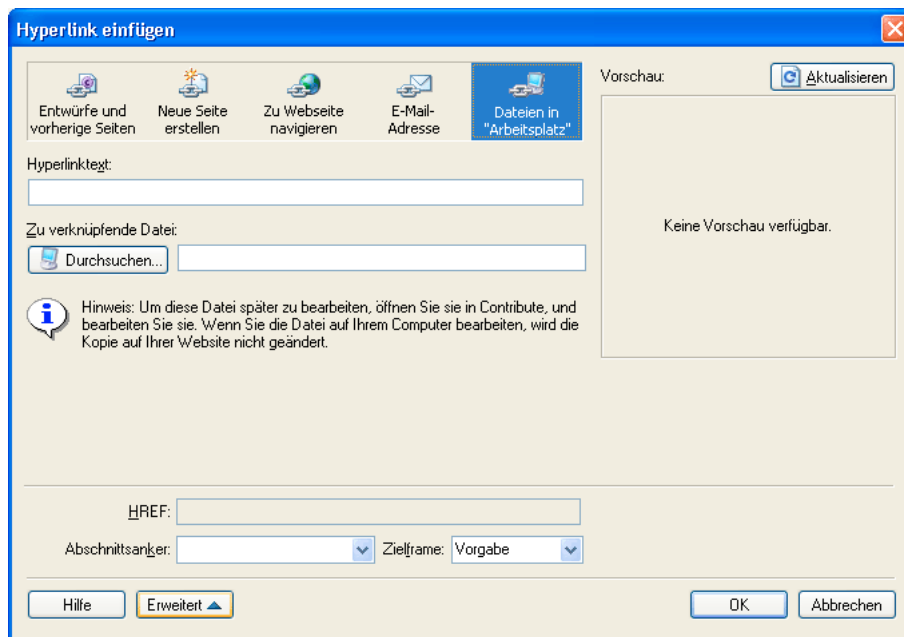 Hyperlink einfügen
Entwürfe und
vorherige Seiten
Neue Seite
erstellen
Zu Webseite
navigieren
E-Mail-
Adresse
Dateien in
"Arbeitsplatz"
Vorschau:
Aktualisieren
Hyperlinktext:
Keine Vorschau verfügbar.
Zu verknüpfende Datei:
Durchsuchen...
Hinweis: Um diese Datei später zu bearbeiten, öffnen Sie sie in Contribute, und
bearbeiten Sie sie. Wenn Sie die Datei auf Ihrem Computer bearbeiten, wird die
Kopie auf Ihrer Website nicht geändert.
HREF:
Abschnittsanker:
Zielframe:
Vorgabe
Hilfe
Erweitert
OK
Abbrechen